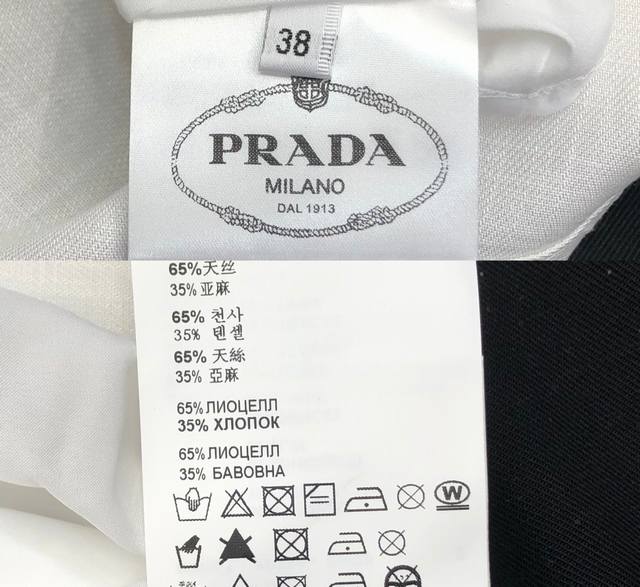 38
PRADA
MILANO
DAL 1913
65%天丝
35%亚麻
65% 천사
35% 텐셀
65%天絲
35%亞麻
65%ЛИОЦЕЛЛ
35% ХЛОПОК
65%ЛИОЦЕЛЛ
35% БАВОВНА
W